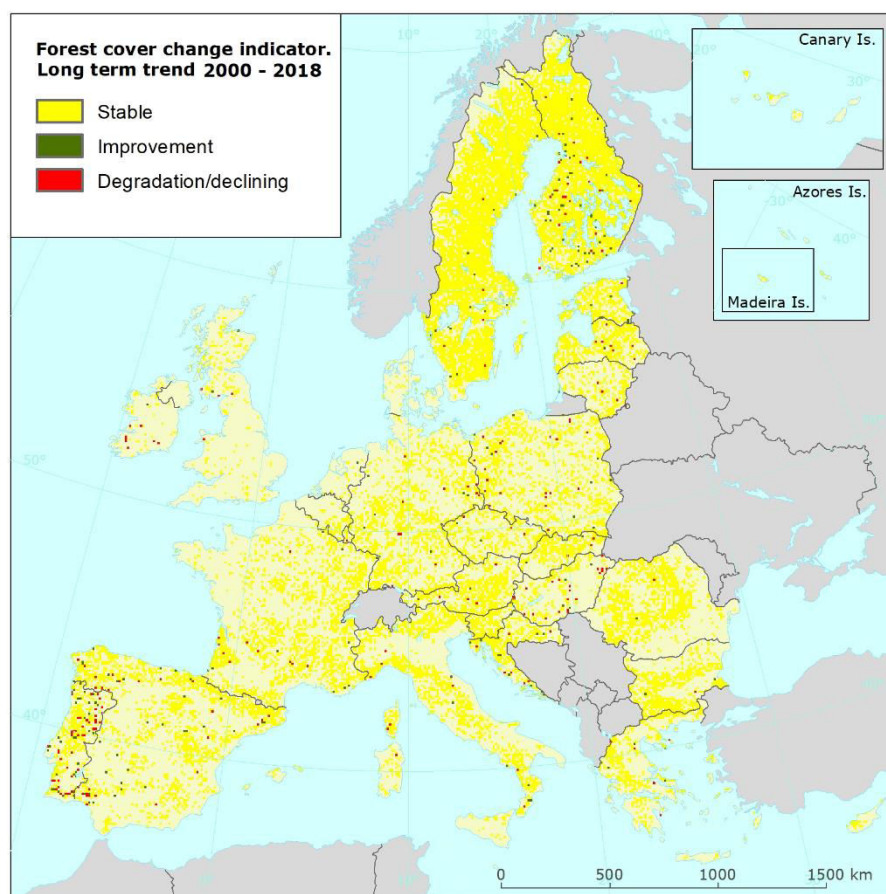 Forest cover change indicator.
Long term trend 2000 - 2018
Stable
Improvement
Degradation/declining
Canary Is.
30°
Azores Is.
-30°
40°
Madeira Is.
10°
20°
50°
40°
0 500 1000 1500 km